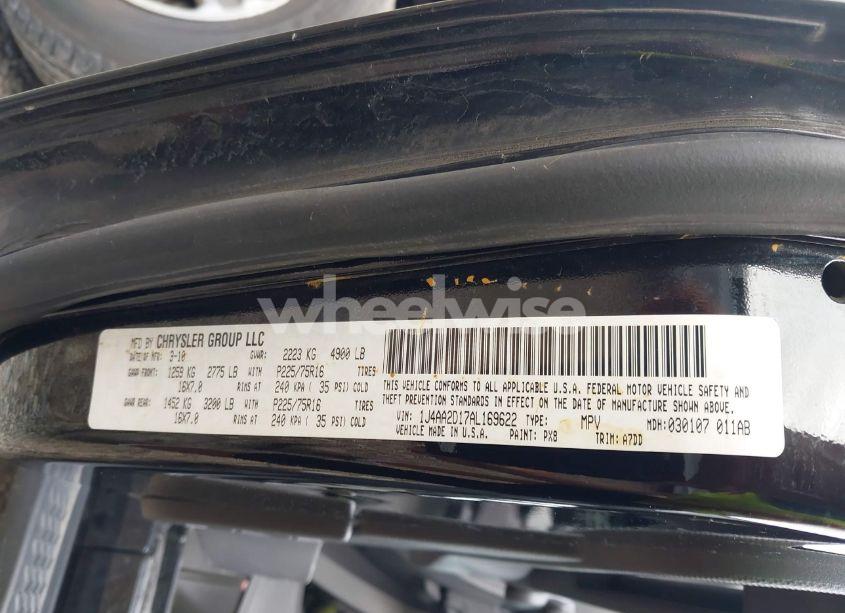 wheelwise
MFD BY CHRYSLER GROUP LLC
DATE OF MFR: 3-10 GVWR: 2223 KG 4900 LB
GAWR FRONT: 1259 KG 2775 LB WITH P225/75R16 TIRES
16X7.0 RIMS AT 240 KPA ( 35 PSI) COLD
GAWR REAR: 1452 KG 3200 LB WITH P225/75R16 TIRES
16X7.0 RIMS AT 240 KPA ( 35 PSI) COLD
THIS VEHICLE CONFORMS TO ALL APPLICABLE U.S.A. FEDERAL MOTOR VEHICLE SAFETY AND
THEFT PREVENTION STANDARDS IN EFFECT ON THE DATE OF MANUFACTURE SHOWN ABOVE.
VIN: 1J4AA2D17AL169622 TYPE: MPV MDH:030107 011AB
VEHICLE MADE IN U.S.A. PAINT: PX8 TRIM: A7DD